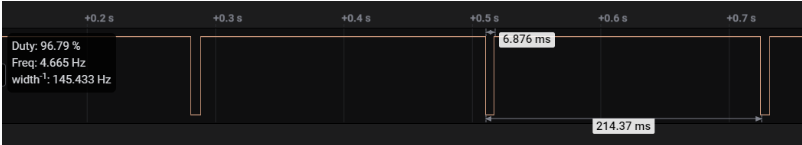 +0.2 s +0.3 s +0.4 s +0.5 s +0.6 s +0.7 s
6.876 ms
Duty: 96.79 %
Freq: 4.665 Hz
width⁻¹: 145.433 Hz
214.37 ms